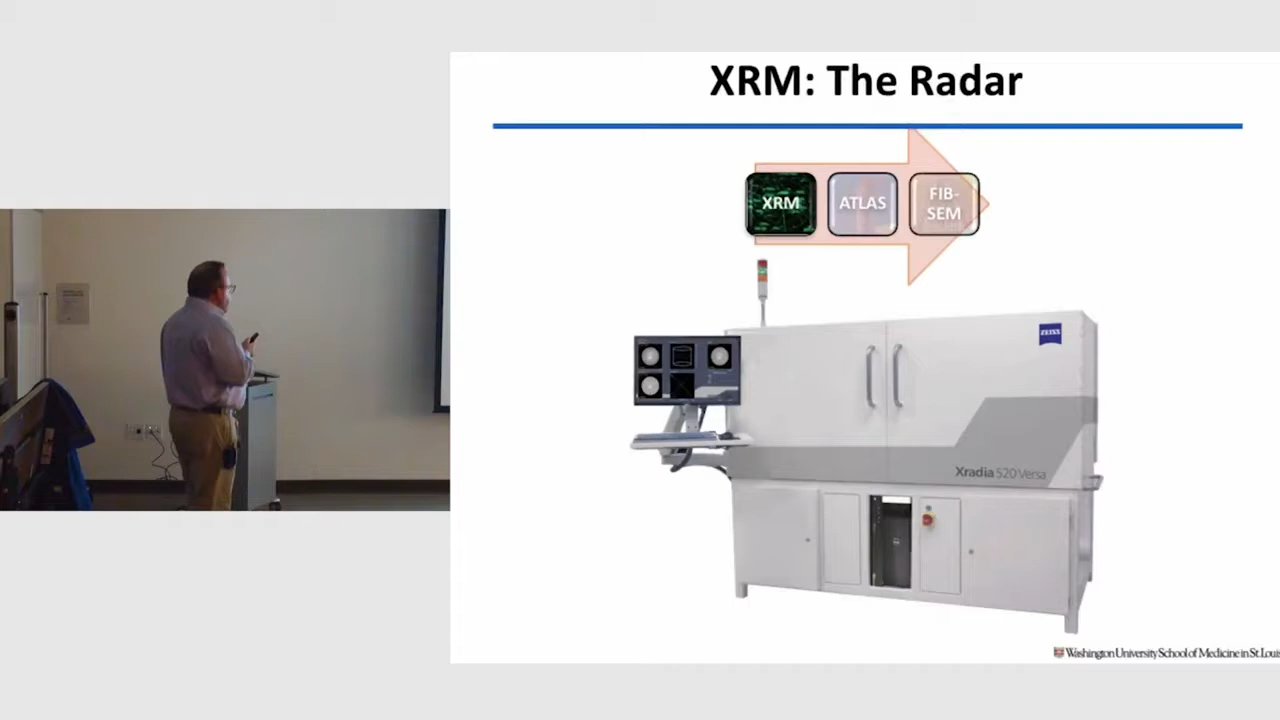 XRM: The Radar
XRM
ATLAS
FIB-
SEM
ZEISS
Xradia 520 Versa
Washington University School of Medicine in St. Louis